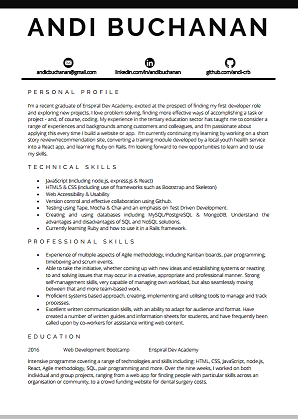 ANDI BUCHANAN
andicbuchanan@gmail.com linkedin.com/in/andibuchanan github.com/andi-crb
PERSONAL PROFILE
I'm a recent graduate of Enspiral Dev Academy, excited at the prospect of finding my first developer role
and exploring new projects. I love problem solving, finding more effective ways of accomplishing a task or
project - and, of course, coding. My experience in the tertiary education sector has taught me to consider a
range of experiences and backgrounds among customers and colleagues, and I'm passionate about
applying this every time I build a website or app. I'm currently continuing my learning by working on a short
story review/recommendation site, converting a training module developed by a local youth health service
into a React app, and learning Ruby on Rails. I'm looking forward to new opportunities to learn and to use
my skills.
TECHNICAL SKILLS
• JavaScript (including node.js, express.js & React)
• HTML5 & CSS (including use of frameworks such as Bootstrap and Skeleton)
• Web Accessibility & Usability
• Version control and effective collaboration using Github.
• Testing using Tape, Mocha & Chai and an emphasis on Test Driven Development.
• Creating and using databases including MySQL/PostgreSQL & MongoDB. Understand the
advantages and disadvantages of SQL and NoSQL databases.
• Currently learning Ruby and how to use it in a Rails framework.
PROFESSIONAL SKILLS
• Experience of multiple aspects of Agile methodology, including Kanban boards, pair programming,
timeboxing and scrum events.
• Able to take the initiative, whether coming up with new ideas and establishing systems or reacting
to and solving issues that may occur in a creative, appropriate and professional manner. Strong
self-management skills, very capable of managing own workload, but also seamlessly moving
between that and more team-based work.
• Proficient systems based approach, creating, implementing and utilising tools to manage and track
processes.
• Excellent written communication skills, with an ability to adapt for audience and format. Have
created a number of written guides and information sheets for students, and have frequently been
called upon by co-workers for assistance writing web content.
EDUCATION
2016 Web Development Bootcamp Enspiral Dev Academy
Intensive programme covering a range of technologies and skills including: HTML, CSS, JavaScript, node.js,
React, Agile methodology, SQL, pair programming and more. Over the nine weeks, I worked on both
individual and group projects, ranging from a web app for finding people with particular skills across an
organisation or community, to a crowd funding website for dental surgery costs.